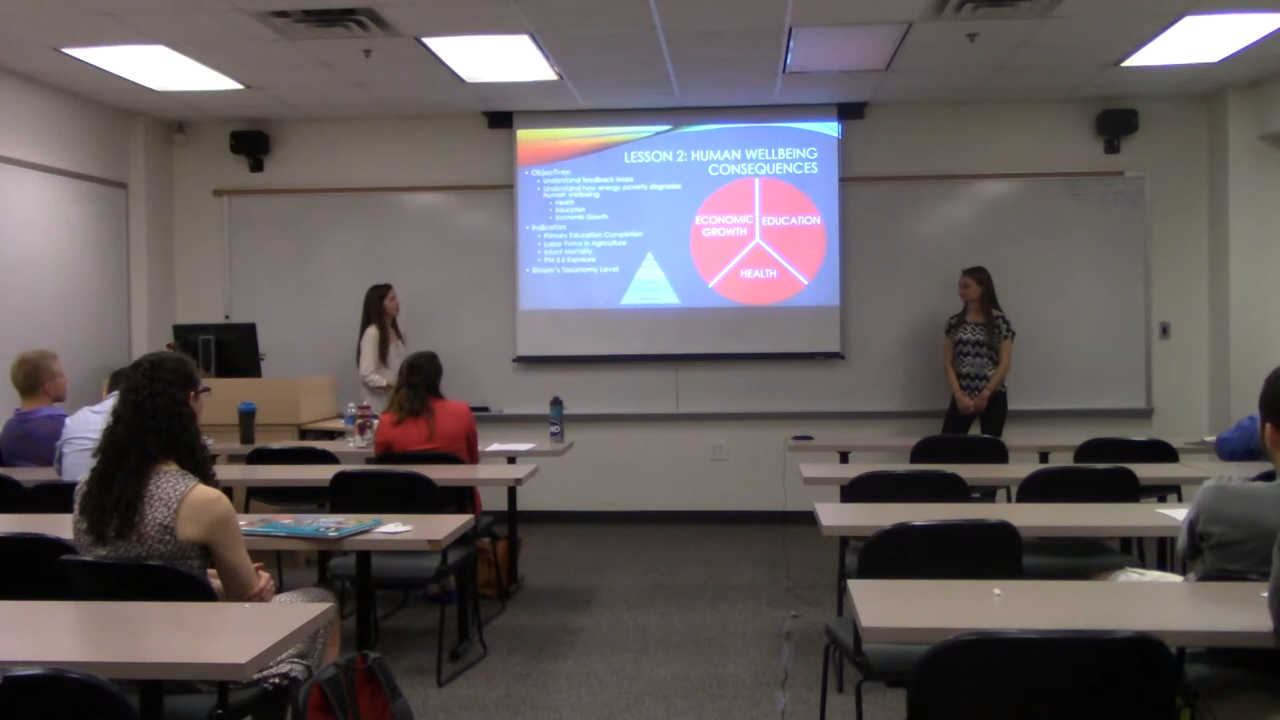 LESSON 2: HUMAN WELLBEING
CONSEQUENCES
• Objectives:
• Understand feedback loops
• Understand how energy poverty degrades
human wellbeing
• Health
• Education
• Economic Growth
• Indicators
• Primary Education Completion
• Labor Force in Agriculture
• Infant Mortality
• PM 2.5 Exposure
• Bloom's Taxonomy Level
ECONOMIC
GROWTH
EDUCATION
HEALTH